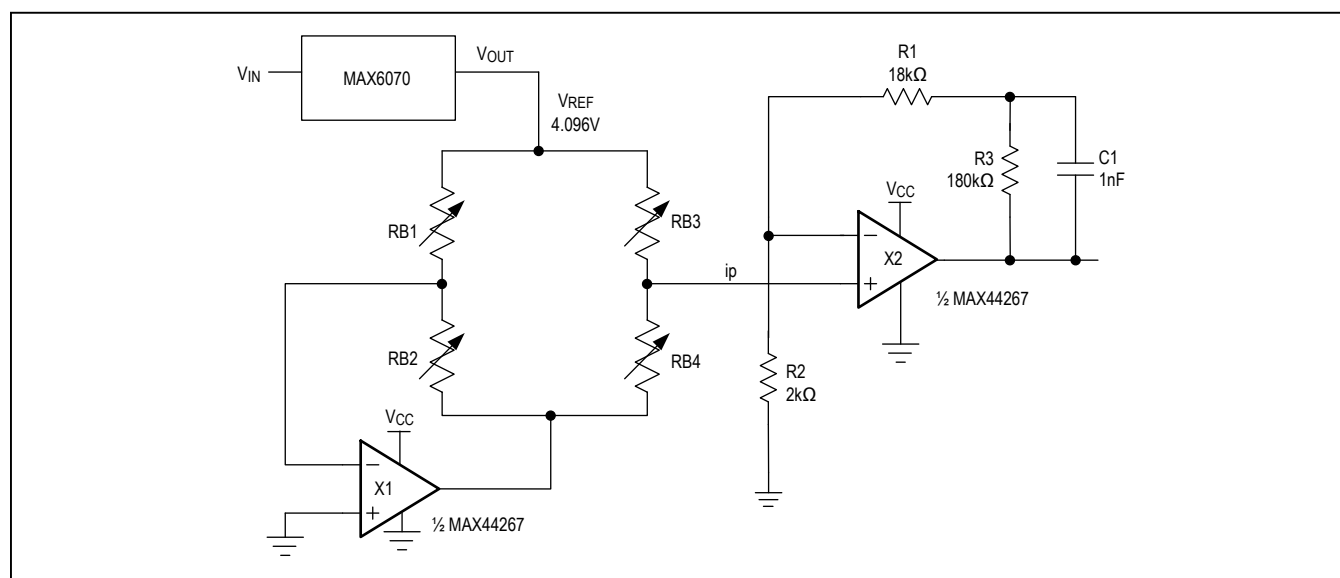 VIN
MAX6070
VOUT
VREF
4.096V
RB1
RB3
RB2
RB4
ip
VCC
X1
½ MAX44267
R1
18kΩ
R3
180kΩ
C1
1nF
VCC
X2
½ MAX44267
R2
2kΩ